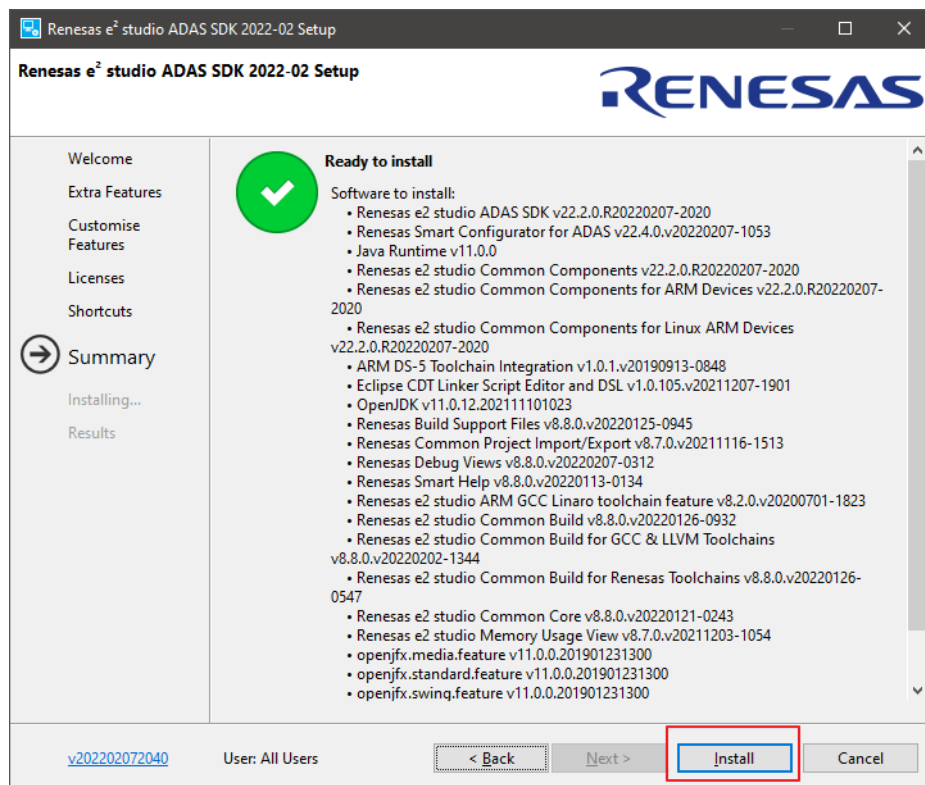 Renesas e² studio ADAS SDK 2022-02 Setup
Renesas e² studio ADAS SDK 2022-02 Setup
RENESAS
Welcome
Extra Features
Customise
Features
Licenses
Shortcuts
Summary
Installing...
Results
Ready to install
Software to install:
• Renesas e2 studio ADAS SDK v22.2.0.R20220207-2020
• Renesas Smart Configurator for ADAS v22.4.0.v20220207-1053
• Java Runtime v11.0.0
• Renesas e2 studio Common Components v22.2.0.R20220207-2020
• Renesas e2 studio Common Components for ARM Devices v22.2.0.R20220207-
2020
• Renesas e2 studio Common Components for Linux ARM Devices
v22.2.0.R20220207-2020
• ARM DS-5 Toolchain Integration v1.0.1.v20190913-0848
• Eclipse CDT Linker Script Editor and DSL v1.0.105.v20211207-1901
• OpenJDK v11.0.12.202111101023
• Renesas Build Support Files v8.8.0.v20220125-0945
• Renesas Common Project Import/Export v8.7.0.v20211116-1513
• Renesas Debug Views v8.8.0.v20220207-0312
• Renesas Smart Help v8.8.0.v20220113-0134
• Renesas e2 studio ARM GCC Linaro toolchain feature v8.2.0.v20200701-1823
• Renesas e2 studio Common Build v8.8.0.v20220126-0932
• Renesas e2 studio Common Build for GCC & LLVM Toolchains
v8.8.0.v20220202-1344
• Renesas e2 studio Common Build for Renesas Toolchains v8.8.0.v20220126-
0547
• Renesas e2 studio Common Core v8.8.0.v20220121-0243
• Renesas e2 studio Memory Usage View v8.7.0.v20211203-1054
• openjfx.media.feature v11.0.0.201901231300
• openjfx.standard.feature v11.0.0.201901231300
• openjfx.swing.feature v11.0.0.201901231300
v202202072040
User: All Users
< Back
Next >
Install
Cancel